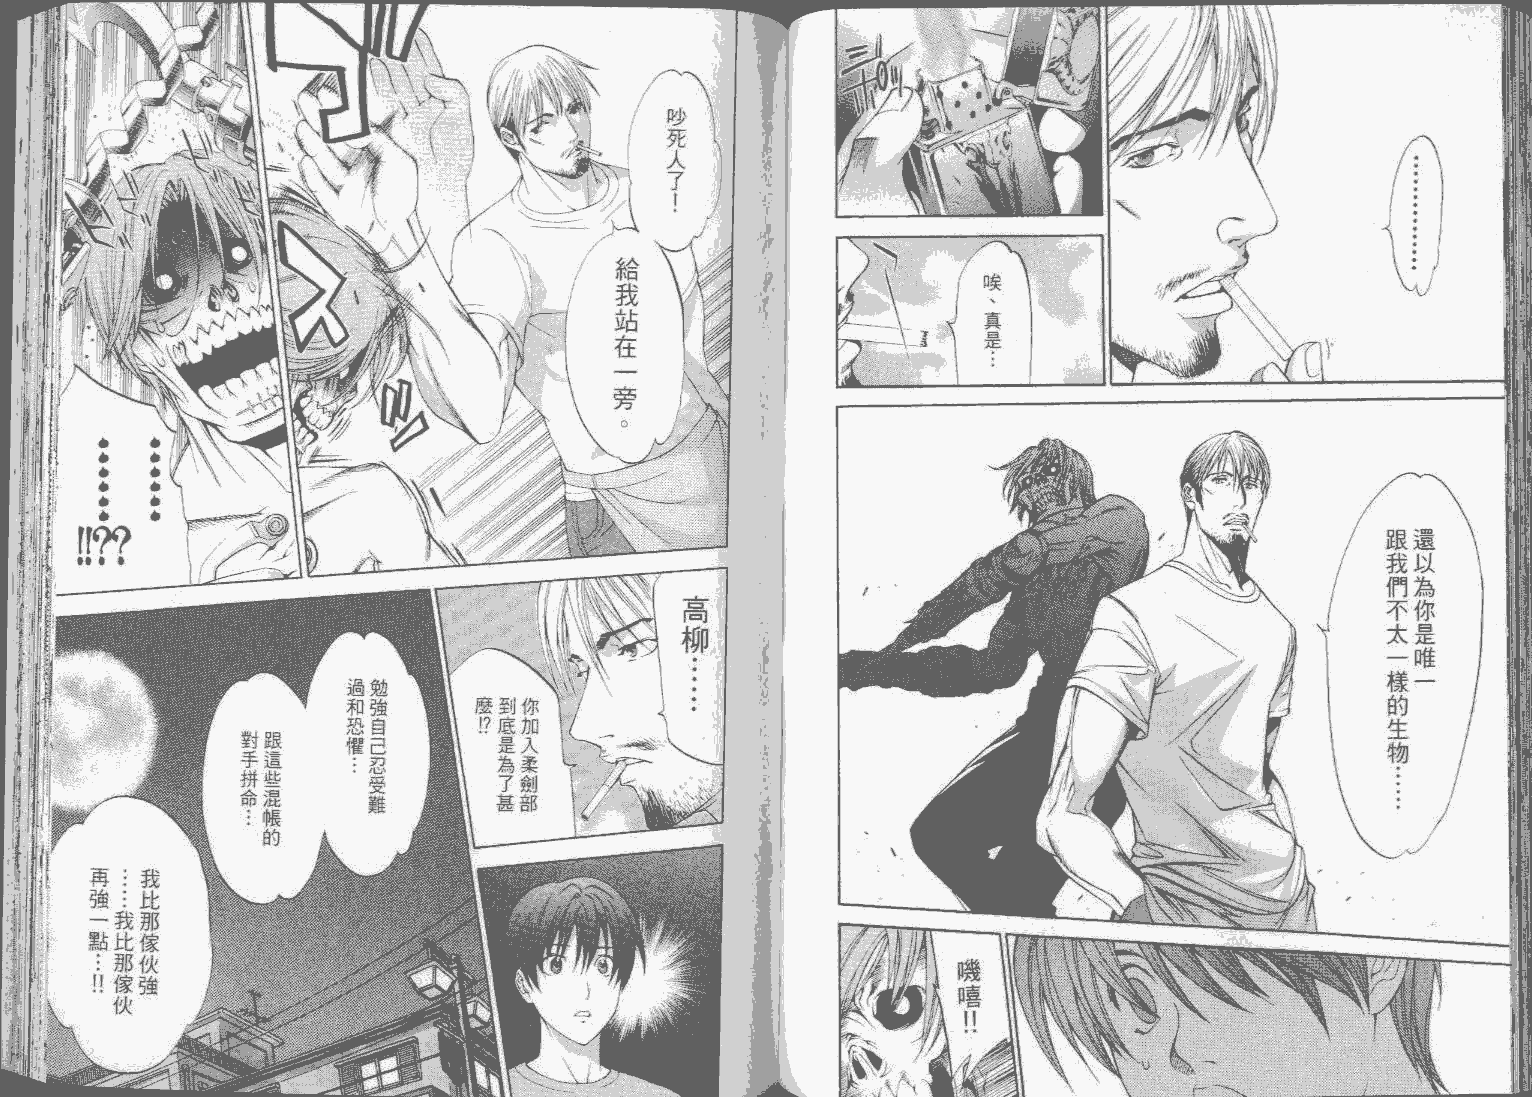 …………
唉、真是…
還以為你是唯一
跟我們不太一樣的生物……
嘰嘻!!
吵死人了！
給我站在一旁。
……
……!!??
高柳……
你加入柔劍部
到底是為了甚
麼!?
勉強自己忍受難
過和恐懼…
跟這些混帳的
對手拼命…
我比那傢伙強
……我比那傢伙
再強一點…!!